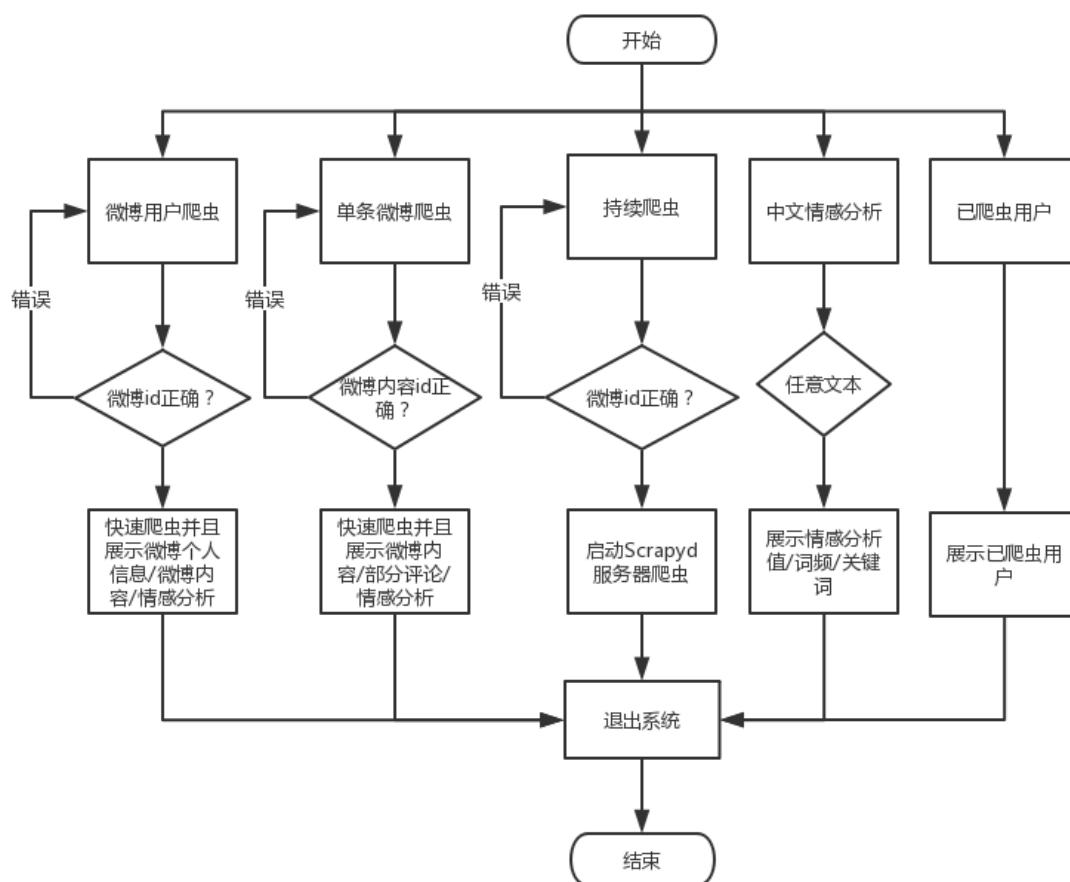 开始
微博用户爬虫
单条微博爬虫
持续爬虫
中文情感分析
已爬虫用户
错误
错误
错误
微博id正确？
微博内容id正
确？
微博id正确？
任意文本
快速爬虫并且
展示微博个人
信息/微博内
容/情感分析
快速爬虫并且
展示微博内
容/部分评论/
情感分析
启动Scrapyd
服务器爬虫
展示情感分析
值/词频/关键
词
展示已爬虫用
户
退出系统
结束